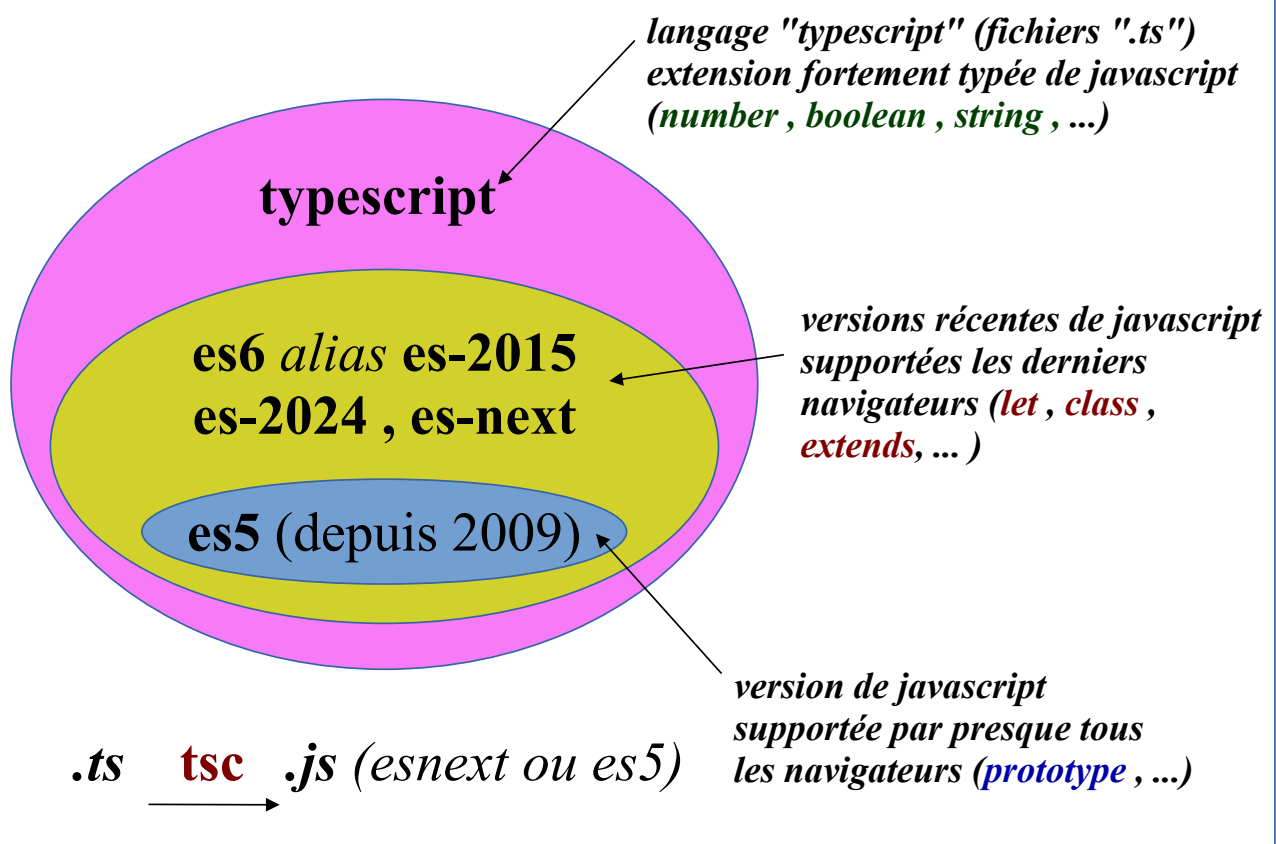 langage "typescript" (fichiers ".ts")
extension fortement typée de javascript
(number , boolean , string , ...)
typescript
es6 alias es-2015
es-2024 , es-next
versions récentes de javascript
supportées les derniers
navigateurs (let , class ,
extends, ... )
es5 (depuis 2009)
version de javascript
supportée par presque tous
les navigateurs (prototype , ...)
.ts tsc .js (esnext ou es5)